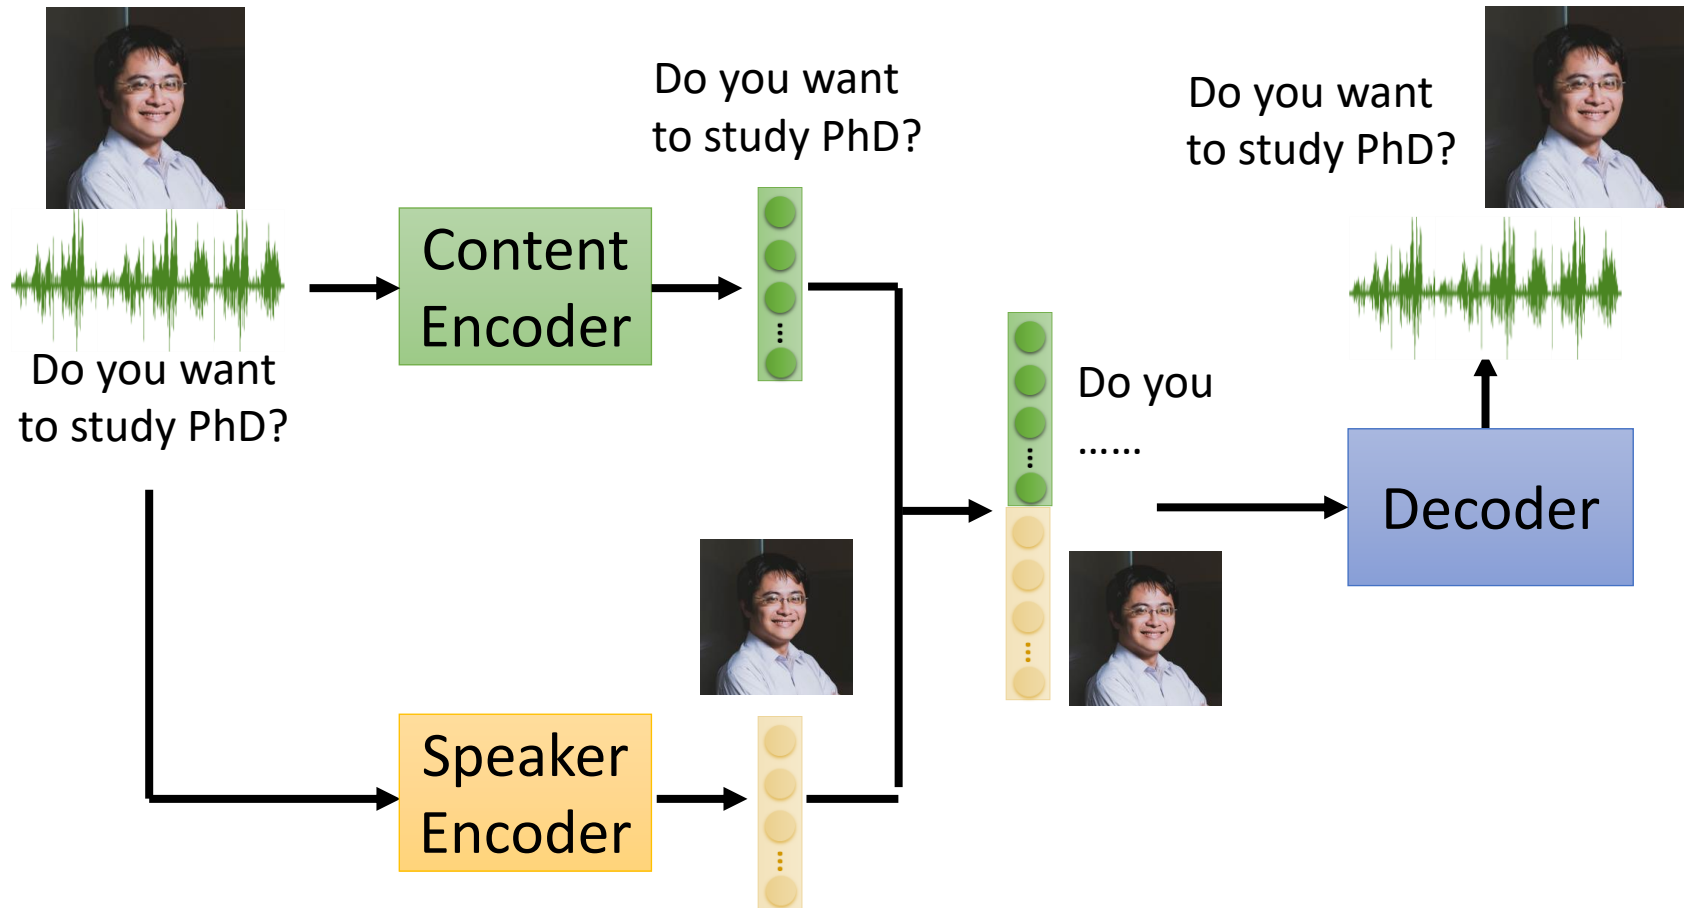 Do you want
to study PhD?
Content
Encoder
Do you want
to study PhD?
Speaker
Encoder
Do you
......
Decoder
Do you want
to study PhD?